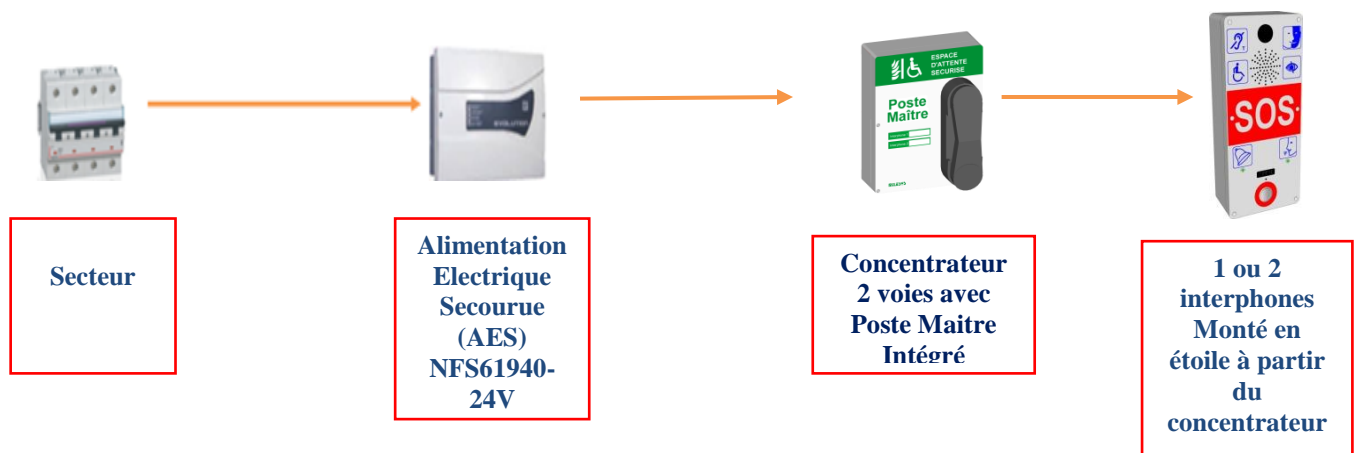 ESPACE
D'ATTENTE
SECURISE
Poste
Maître
SOS
Secteur
Alimentation
Electrique
Secourue
(AES)
NFS61940-
24V
Concentrateur
2 voies avec
Poste Maitre
Intégré
1 ou 2
interphones
Monté en
étoile à partir
du
concentrateur